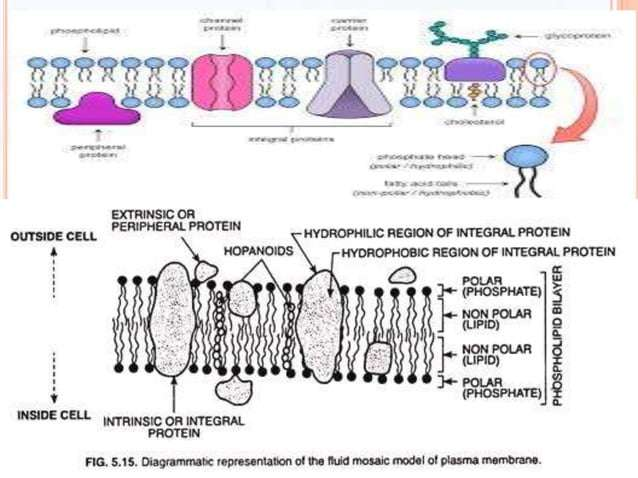 phospholipid
channel
protein
carrier
protein
glycoprotein
peripheral
protein
integral proteins
cholesterol
phosphate head
(polar / hydrophilic)
fatty acid tails
(non-polar / hydrophobic)
OUTSIDE CELL
EXTRINSIC OR
PERIPHERAL PROTEIN
HOPANOIDS
HYDROPHILIC REGION OF INTEGRAL PROTEIN
HYDROPHOBIC REGION OF INTEGRAL PROTEIN
POLAR
(PHOSPHATE)
NON POLAR
(LIPID)
NON POLAR
(LIPID)
POLAR
(PHOSPHATE)
PHOSPHOLIPID BILAYER
INSIDE CELL
INTRINSIC OR INTEGRAL
PROTEIN
FIG. 5.15. Diagrammatic representation of the fluid mosaic model of plasma membrane.